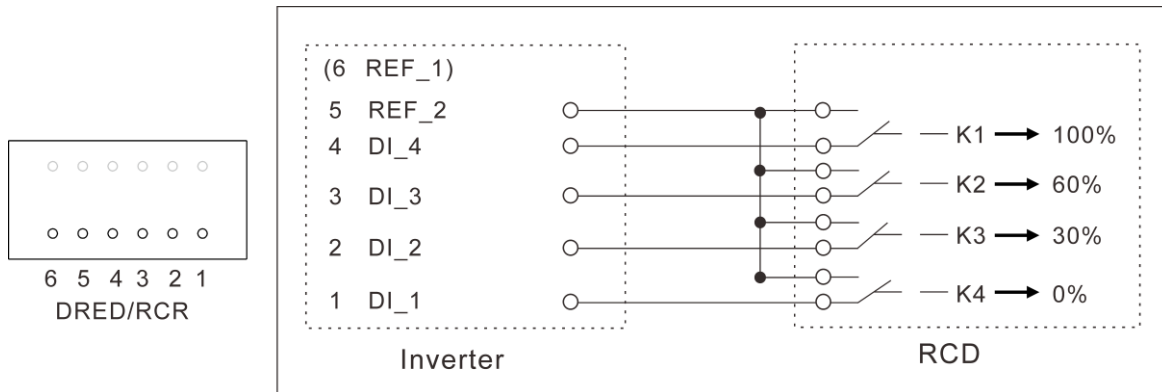 6 5 4 3 2 1
DRED/RCR
(6 REF_1)
5 REF_2
4 DI_4
3 DI_3
2 DI_2
1 DI_1
Inverter
K1 100%
K2 60%
K3 30%
K4 0%
RCD